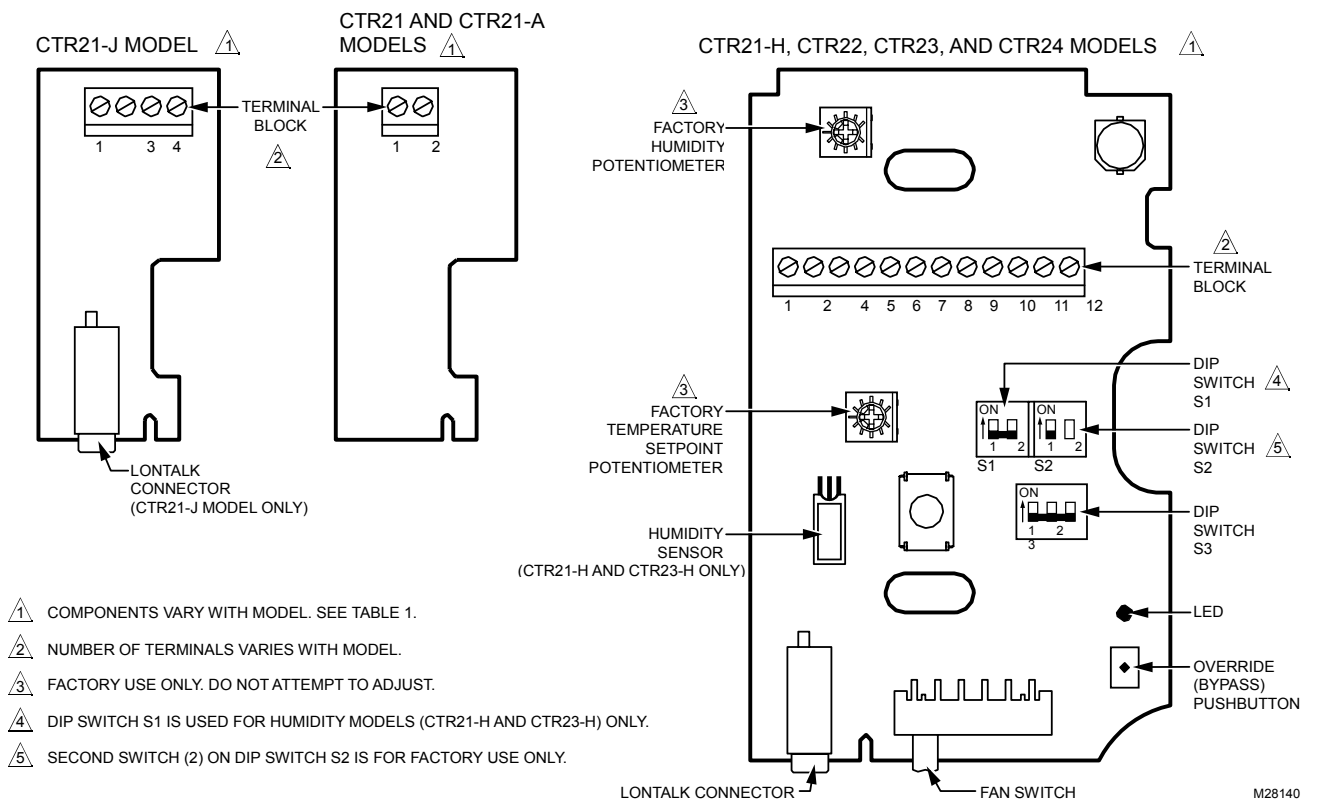 CTR21-J MODEL 1
CTR21 AND CTR21-A
MODELS 1
CTR21-H, CTR22, CTR23, AND CTR24 MODELS 1
TERMINAL
BLOCK
2
1 3 4
1 2
3
FACTORY
HUMIDITY
POTENTIOMETER
2
TERMINAL
BLOCK
1 2 4 5 6 7 8 9 10 11 12
3
FACTORY
TEMPERATURE
SETPOINT
POTENTIOMETER
DIP
SWITCH 4
S1
DIP
SWITCH 5
S2
ON
1 2
S1
ON
1 2
S2
ON
1 2
3
DIP
SWITCH
S3
LONTALK
CONNECTOR
(CTR21-J MODEL ONLY)
HUMIDITY
SENSOR
(CTR21-H AND CTR23-H ONLY)
LED
OVERRIDE
(BYPASS)
PUSHBUTTON
1 COMPONENTS VARY WITH MODEL. SEE TABLE 1.
2 NUMBER OF TERMINALS VARIES WITH MODEL.
3 FACTORY USE ONLY. DO NOT ATTEMPT TO ADJUST.
4 DIP SWITCH S1 IS USED FOR HUMIDITY MODELS (CTR21-H AND CTR23-H) ONLY.
5 SECOND SWITCH (2) ON DIP SWITCH S2 IS FOR FACTORY USE ONLY.
LONTALK CONNECTOR
FAN SWITCH
M28140